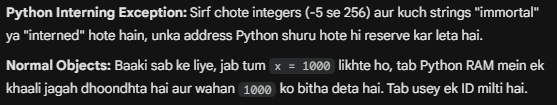 Python Interning Exception: Sirf chote integers (-5 se 256) aur kuch strings "immortal"
ya "interned" hote hain, unka address Python shuru hote hi reserve kar leta hai.
Normal Objects: Baaki sab ke liye, jab tum x = 1000 likhte ho, tab Python RAM mein ek
khaali jagah dhoondhta hai aur wahan 1000 ko bitha deta hai. Tab usey ek ID milti hai.